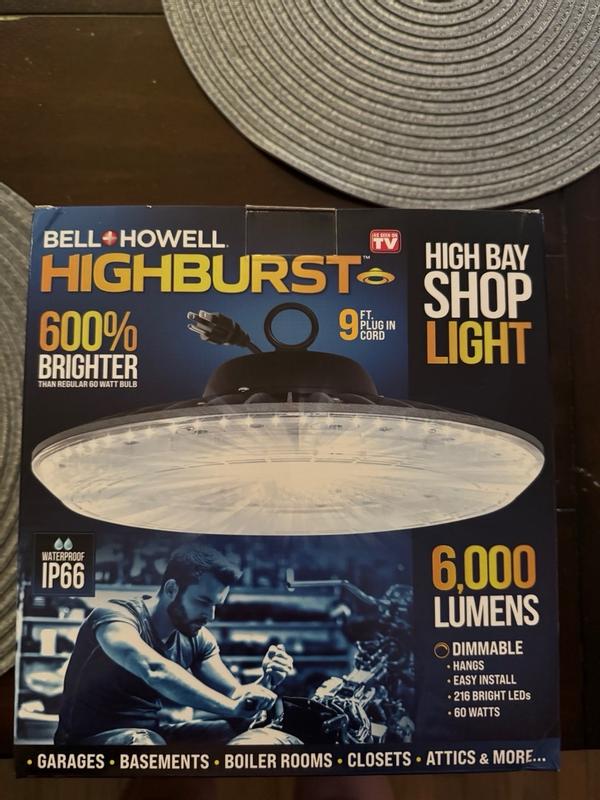 BELL+HOWELL®
AS SEEN ON
TV
HIGHBURST™
HIGH BAY
SHOP
LIGHT
600%
BRIGHTER
THAN REGULAR 60 WATT BULB
9 FT.
PLUG IN
CORD
WATERPROOF
IP66
6,000
LUMENS
DIMMABLE
• HANGS
• EASY INSTALL
• 216 BRIGHT LEDs
• 60 WATTS
• GARAGES • BASEMENTS • BOILER ROOMS • CLOSETS • ATTICS & MORE...